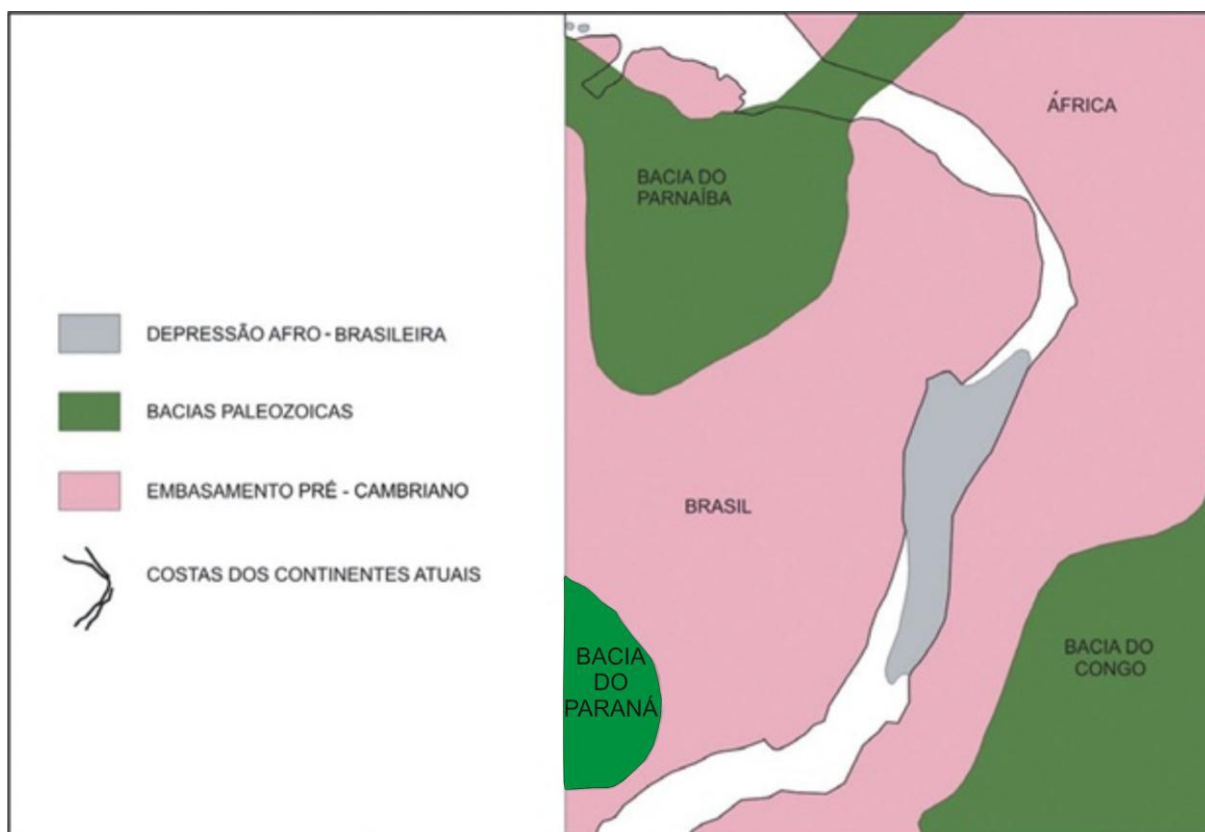 DEPRESSÃO AFRO - BRASILEIRA
BACIAS PALEOZOICAS
EMBASAMENTO PRÉ - CAMBRIANO
COSTAS DOS CONTINENTES ATUAIS
ÁFRICA
BACIA DO
PARNAÍBA
BRASIL
BACIA DO
CONGO
BACIA
DO
PARANÁ